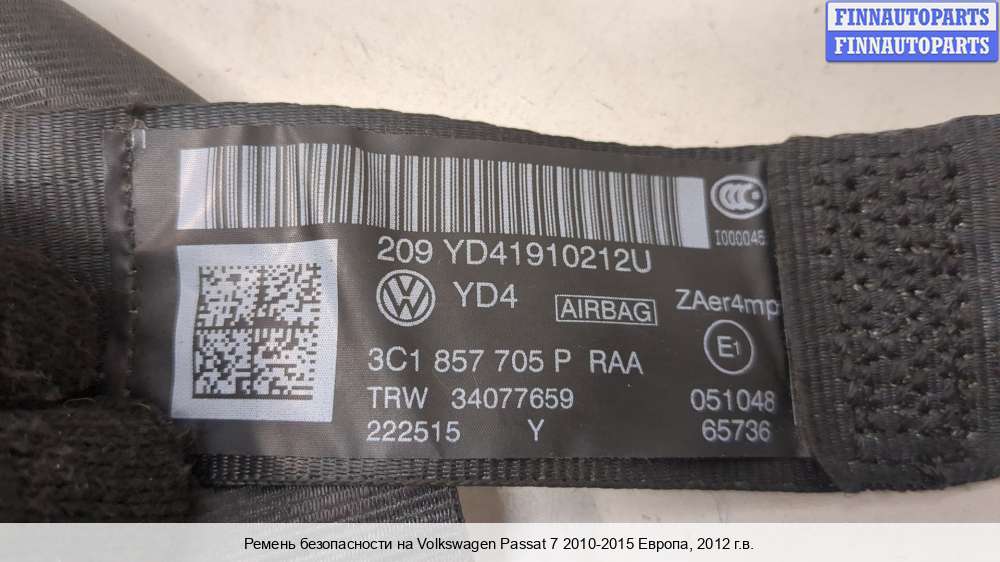 FINNAUTOPARTS
FINNAUTOPARTS
CCC
I000045
209 YD41910212U
YD4 AIRBAG ZAer4mp
3C1 857 705 P RAA E1
TRW 34077659 051048
222515 Y 65736
Ремень безопасности на Volkswagen Passat 7 2010-2015 Европа, 2012 г.в.